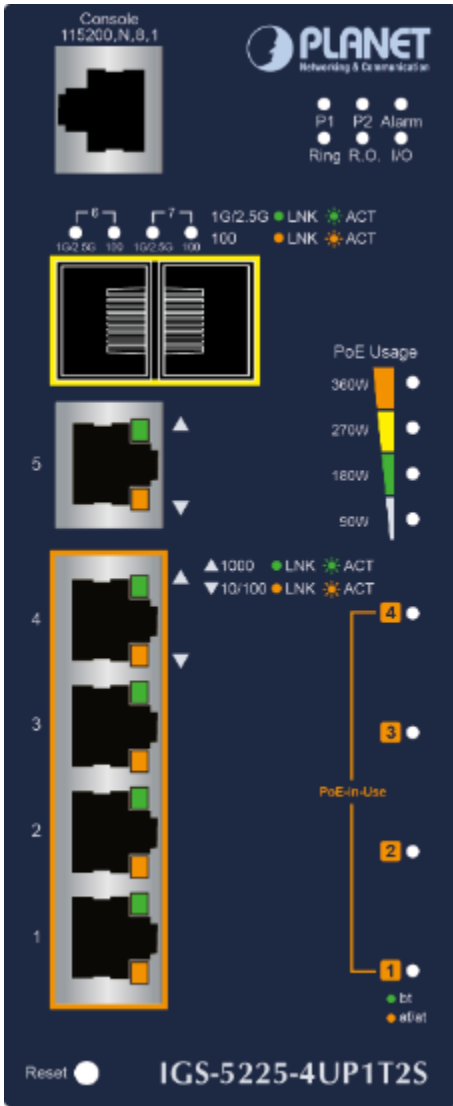 Console
115200,N,8,1
PLANET
Networking & Communication
P1 P2 Alarm
Ring R.O. I/O
6 7
1G/2.5G 100 1G/2.5G 100
1G/2.5G LNK ACT
100 LNK ACT
PoE Usage
360W
270W
180W
90W
5
▲1000 LNK ACT
▼10/100 LNK ACT
4
3
2
1
4
3
PoE-in-Use
2
1
bt
af/at
Reset
IGS-5225-4UP1T2S